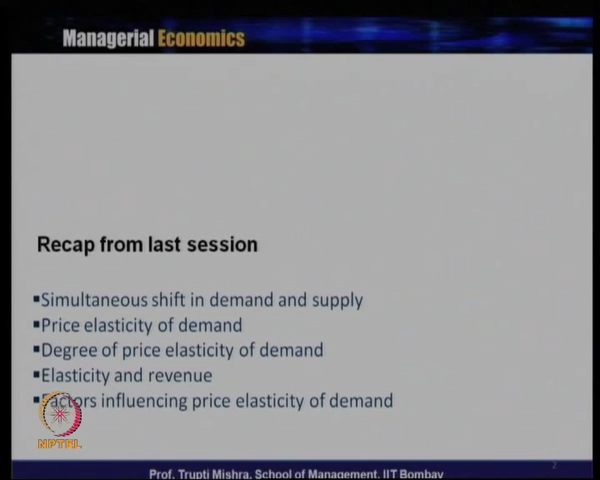 Managerial Economics
Recap from last session
▪Simultaneous shift in demand and supply
▪Price elasticity of demand
▪Degree of price elasticity of demand
▪Elasticity and revenue
▪Factors influencing price elasticity of demand
NPTEL
2
Prof. Trupti Mishra, School of Management, IIT Bombay